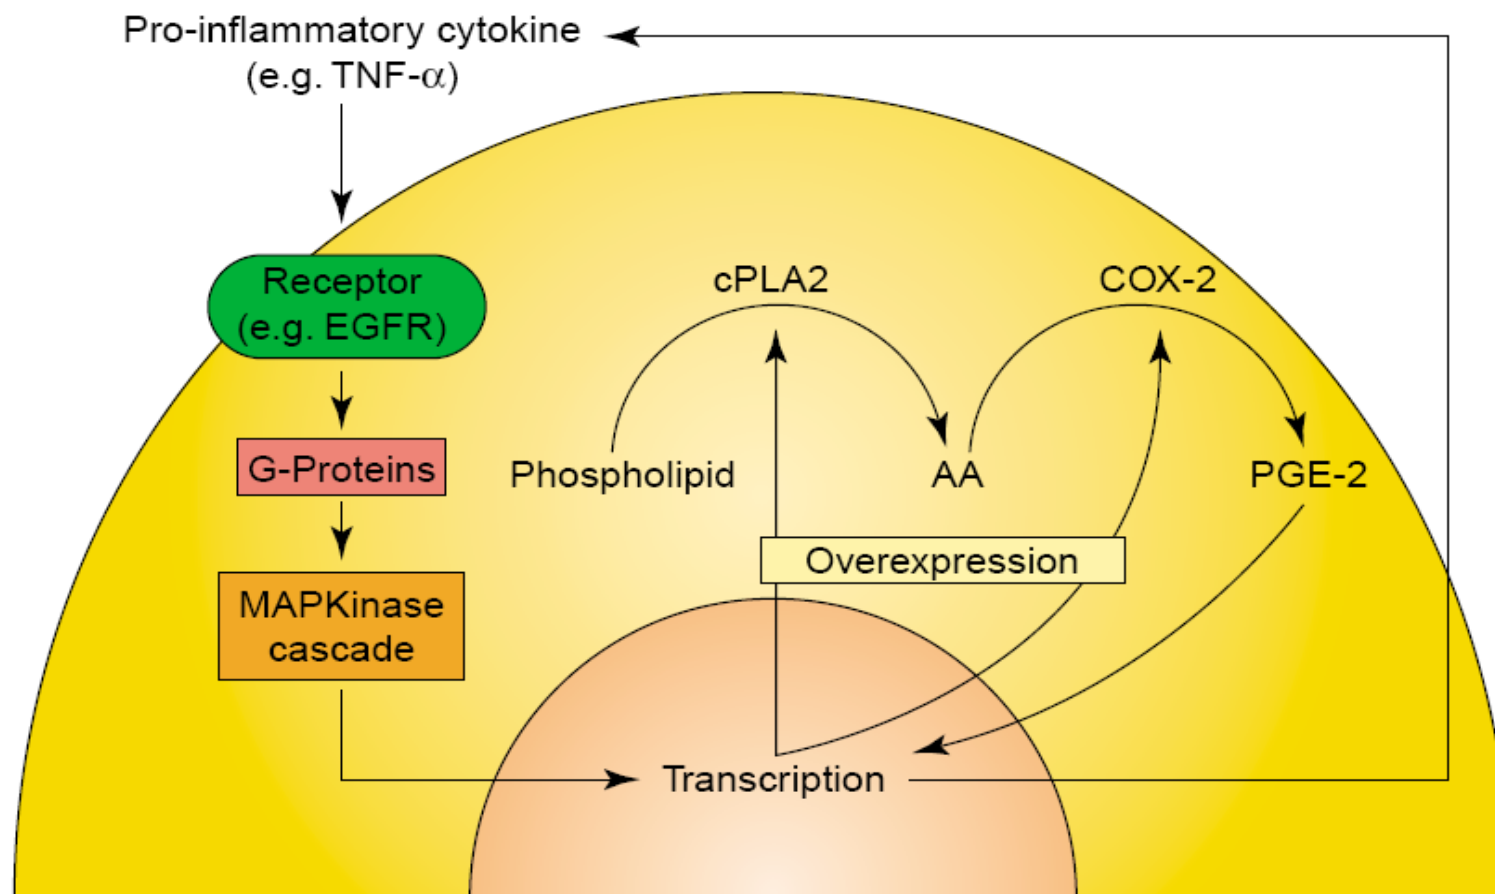 Pro-inflammatory cytokine
(e.g. TNF-α)
Receptor
(e.g. EGFR)
cPLA2
COX-2
G-Proteins
Phospholipid
AA
PGE-2
Overexpression
MAPKinase
cascade
Transcription